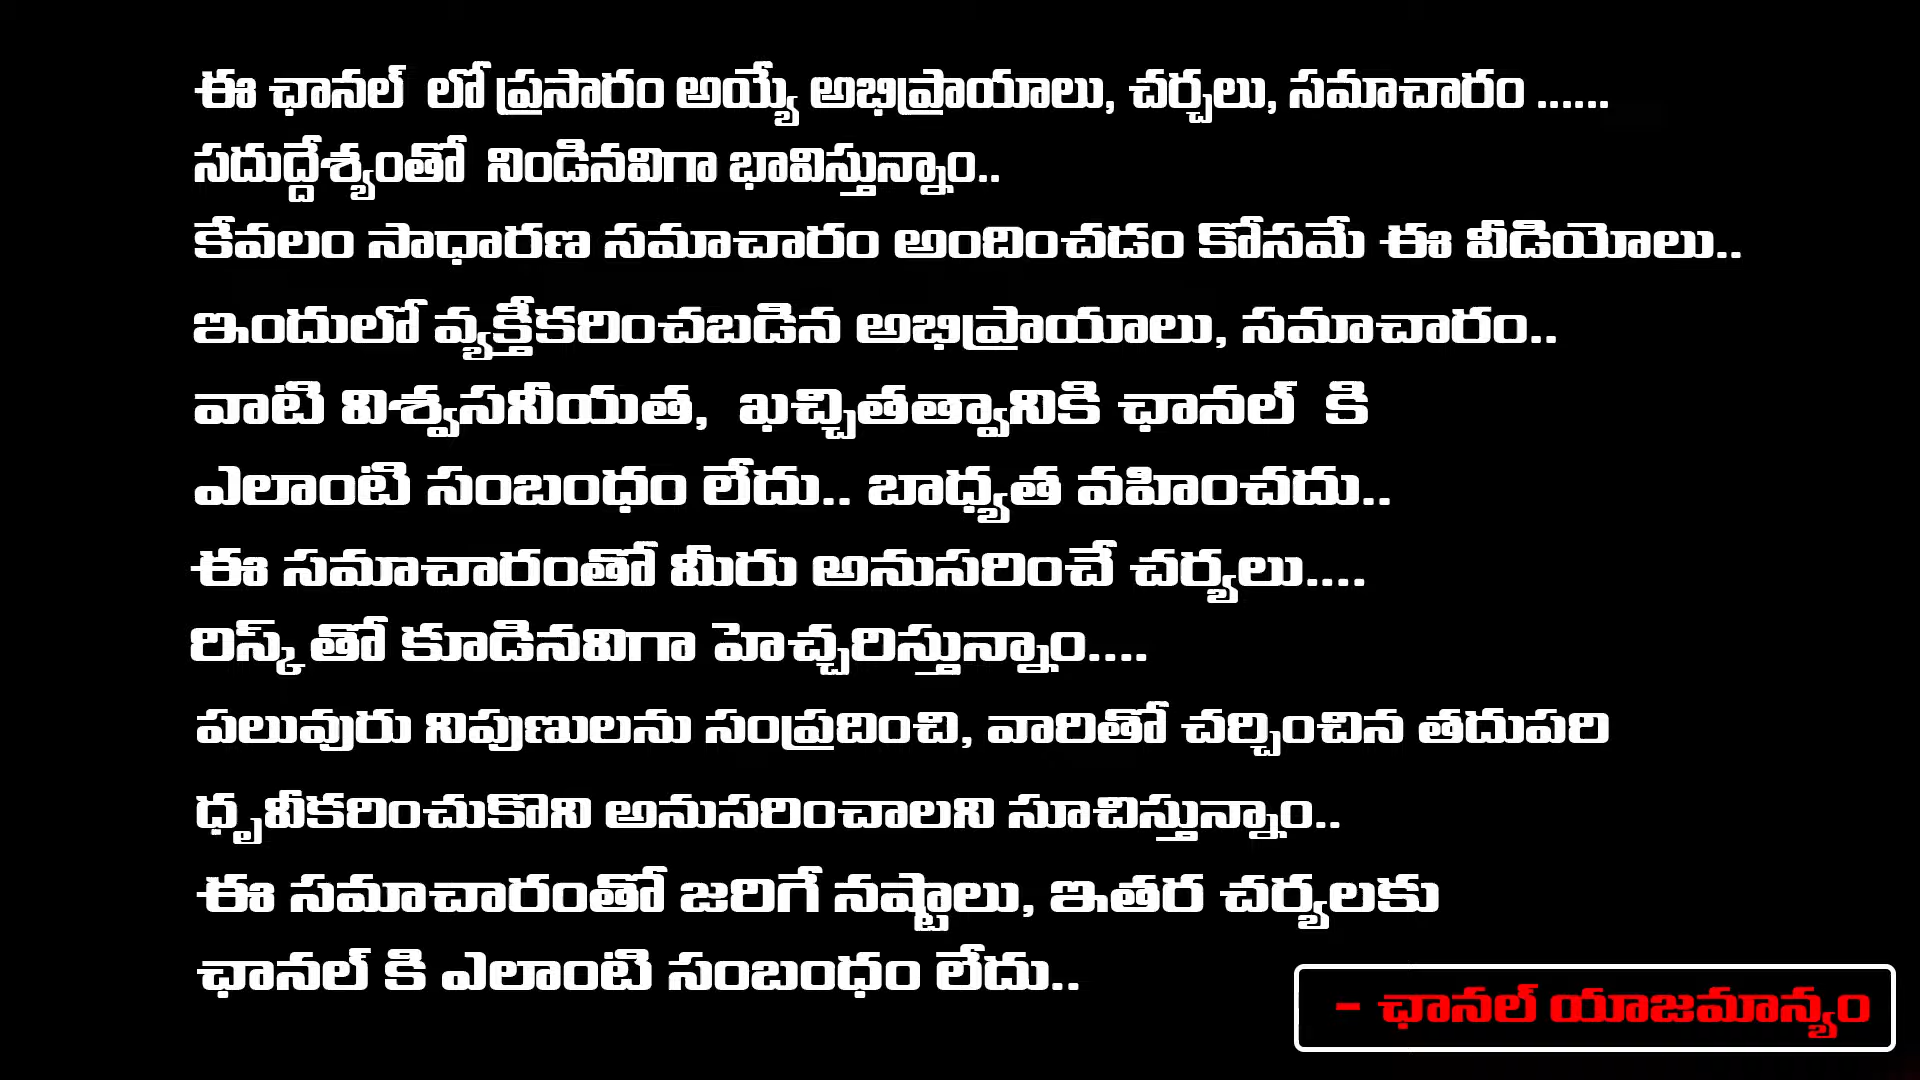 ఈ ఛానల్ లో ప్రసారం అయ్యే అభిప్రాయాలు, చర్చలు, సమాచారం ......
సదుద్దేశ్యంతో నిండినవిగా భావిస్తున్నాం..
కేవలం సాధారణ సమాచారం అందించడం కోసమే ఈ వీడియోలు..
ఇందులో వ్యక్తీకరించబడిన అభిప్రాయాలు, సమాచారం..
వాటి విశ్వసనీయత, ఖచ్చితత్వానికి ఛానల్ కి
ఎలాంటి సంబంధం లేదు.. బాధ్యత వహించదు..
ఈ సమాచారంతో మీరు అనుసరించే చర్యలు....
రిస్క్ తో కూడినవిగా హెచ్చరిస్తున్నాం....
పలువురు నిపుణులను సంప్రదించి, వారితో చర్చించిన తదుపరి
ధృవీకరించుకొని అనుసరించాలని సూచిస్తున్నాం..
ఈ సమాచారంతో జరిగే నష్టాలు, ఇతర చర్యలకు
ఛానల్ కి ఎలాంటి సంబంధం లేదు..
- ఛానల్ యాజమాన్యం